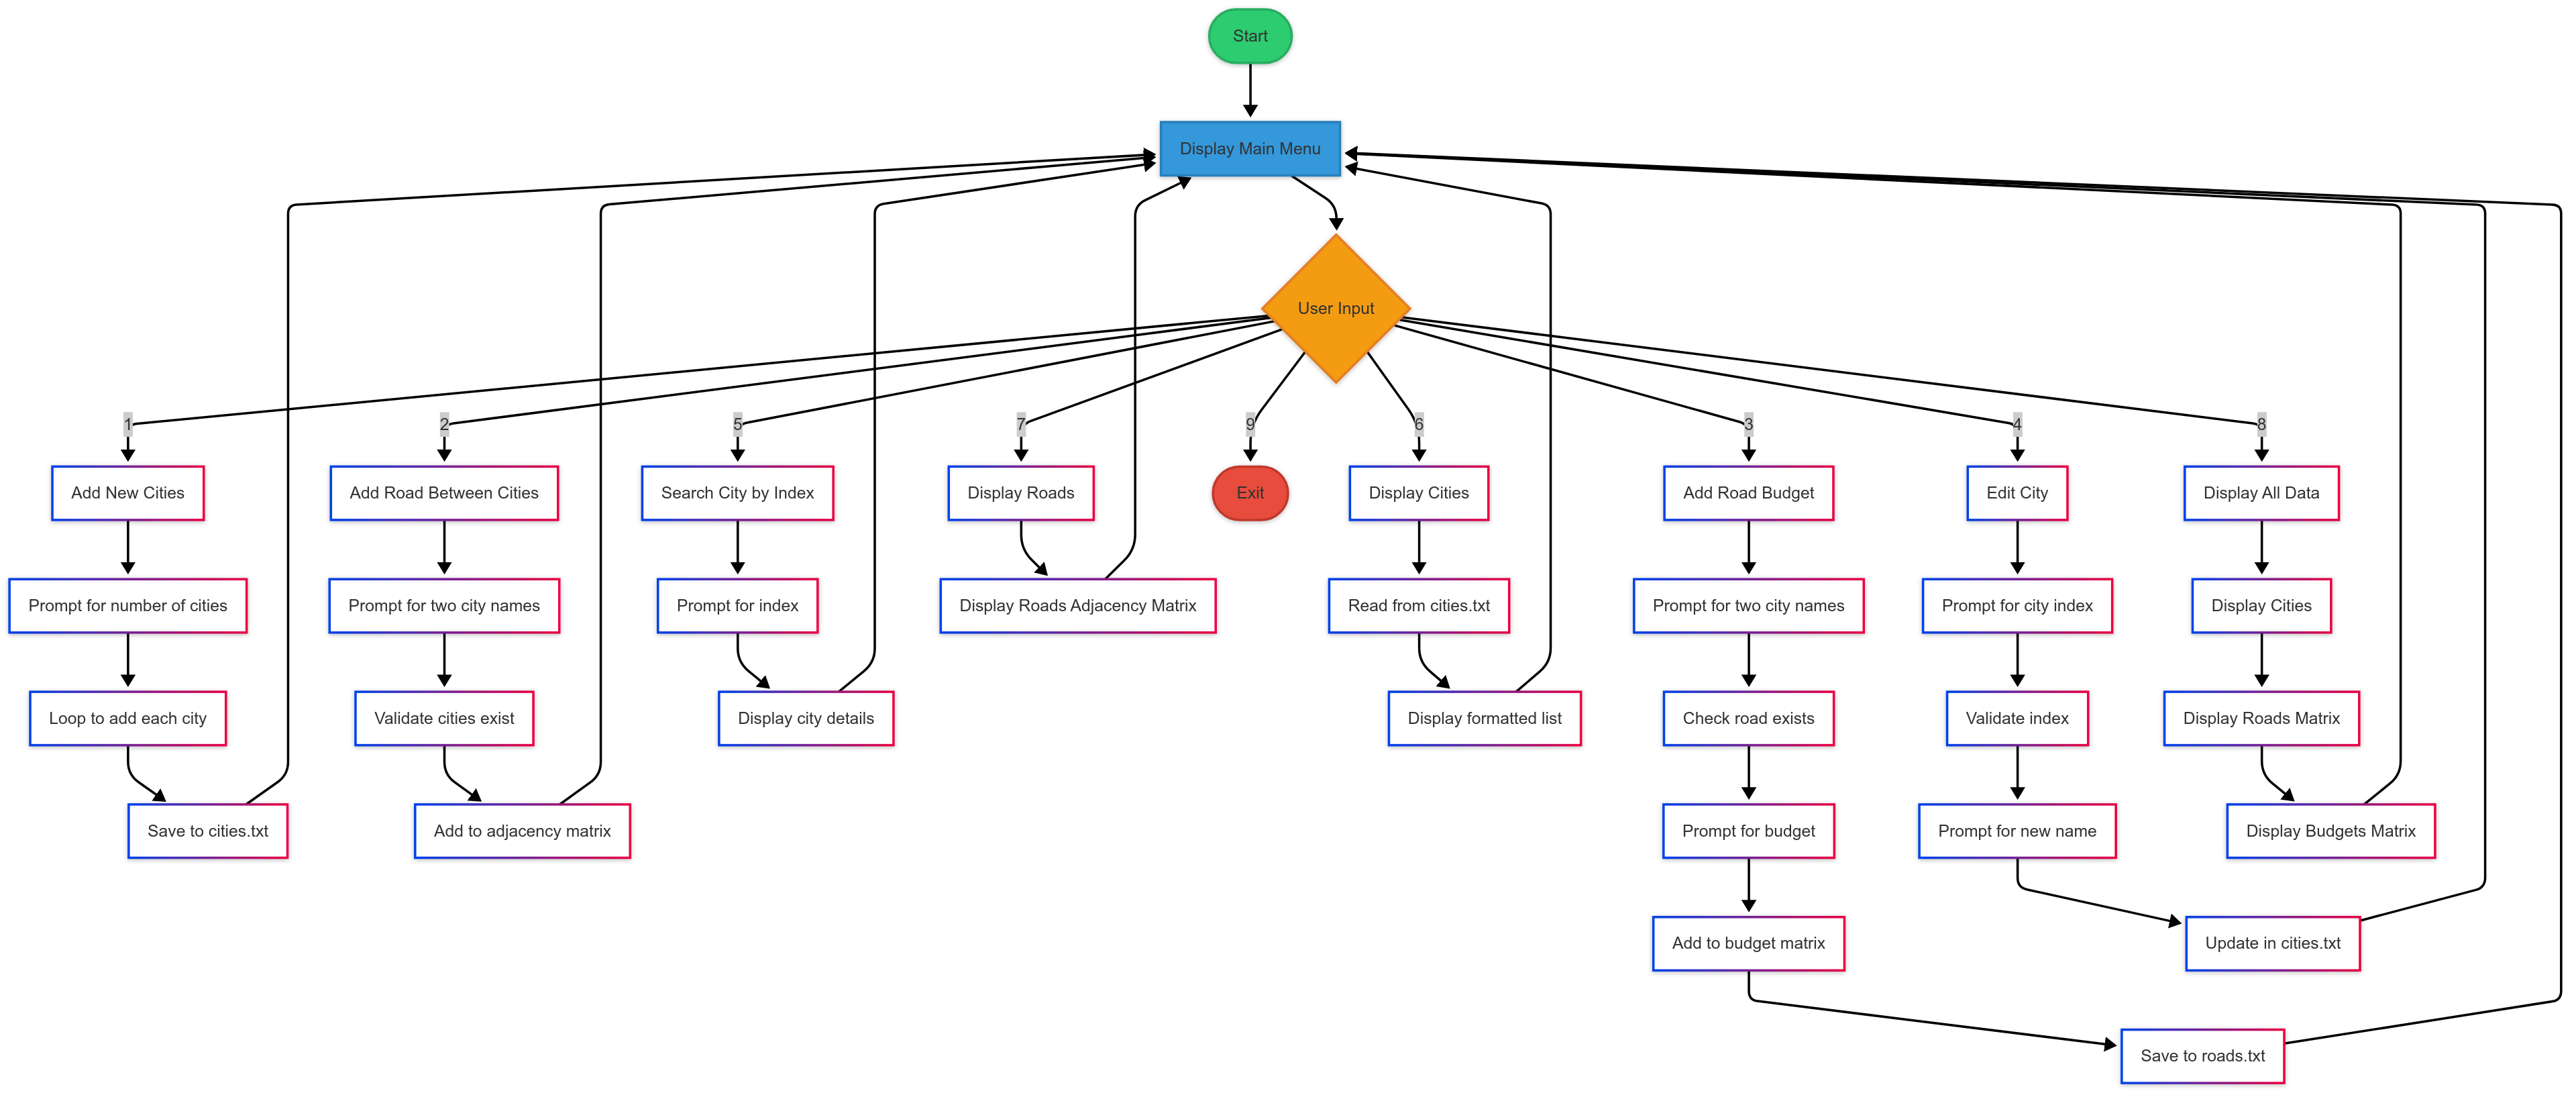 Start
Display Main Menu
User Input
1
2
5
7
9
6
3
4
8
Add New Cities
Add Road Between Cities
Search City by Index
Display Roads
Exit
Display Cities
Add Road Budget
Edit City
Display All Data
Prompt for number of cities
Prompt for two city names
Prompt for index
Display Roads Adjacency Matrix
Read from cities.txt
Prompt for two city names
Prompt for city index
Display Cities
Loop to add each city
Validate cities exist
Display city details
Display formatted list
Check road exists
Validate index
Display Roads Matrix
Save to cities.txt
Add to adjacency matrix
Prompt for budget
Prompt for new name
Display Budgets Matrix
Add to budget matrix
Update in cities.txt
Save to roads.txt